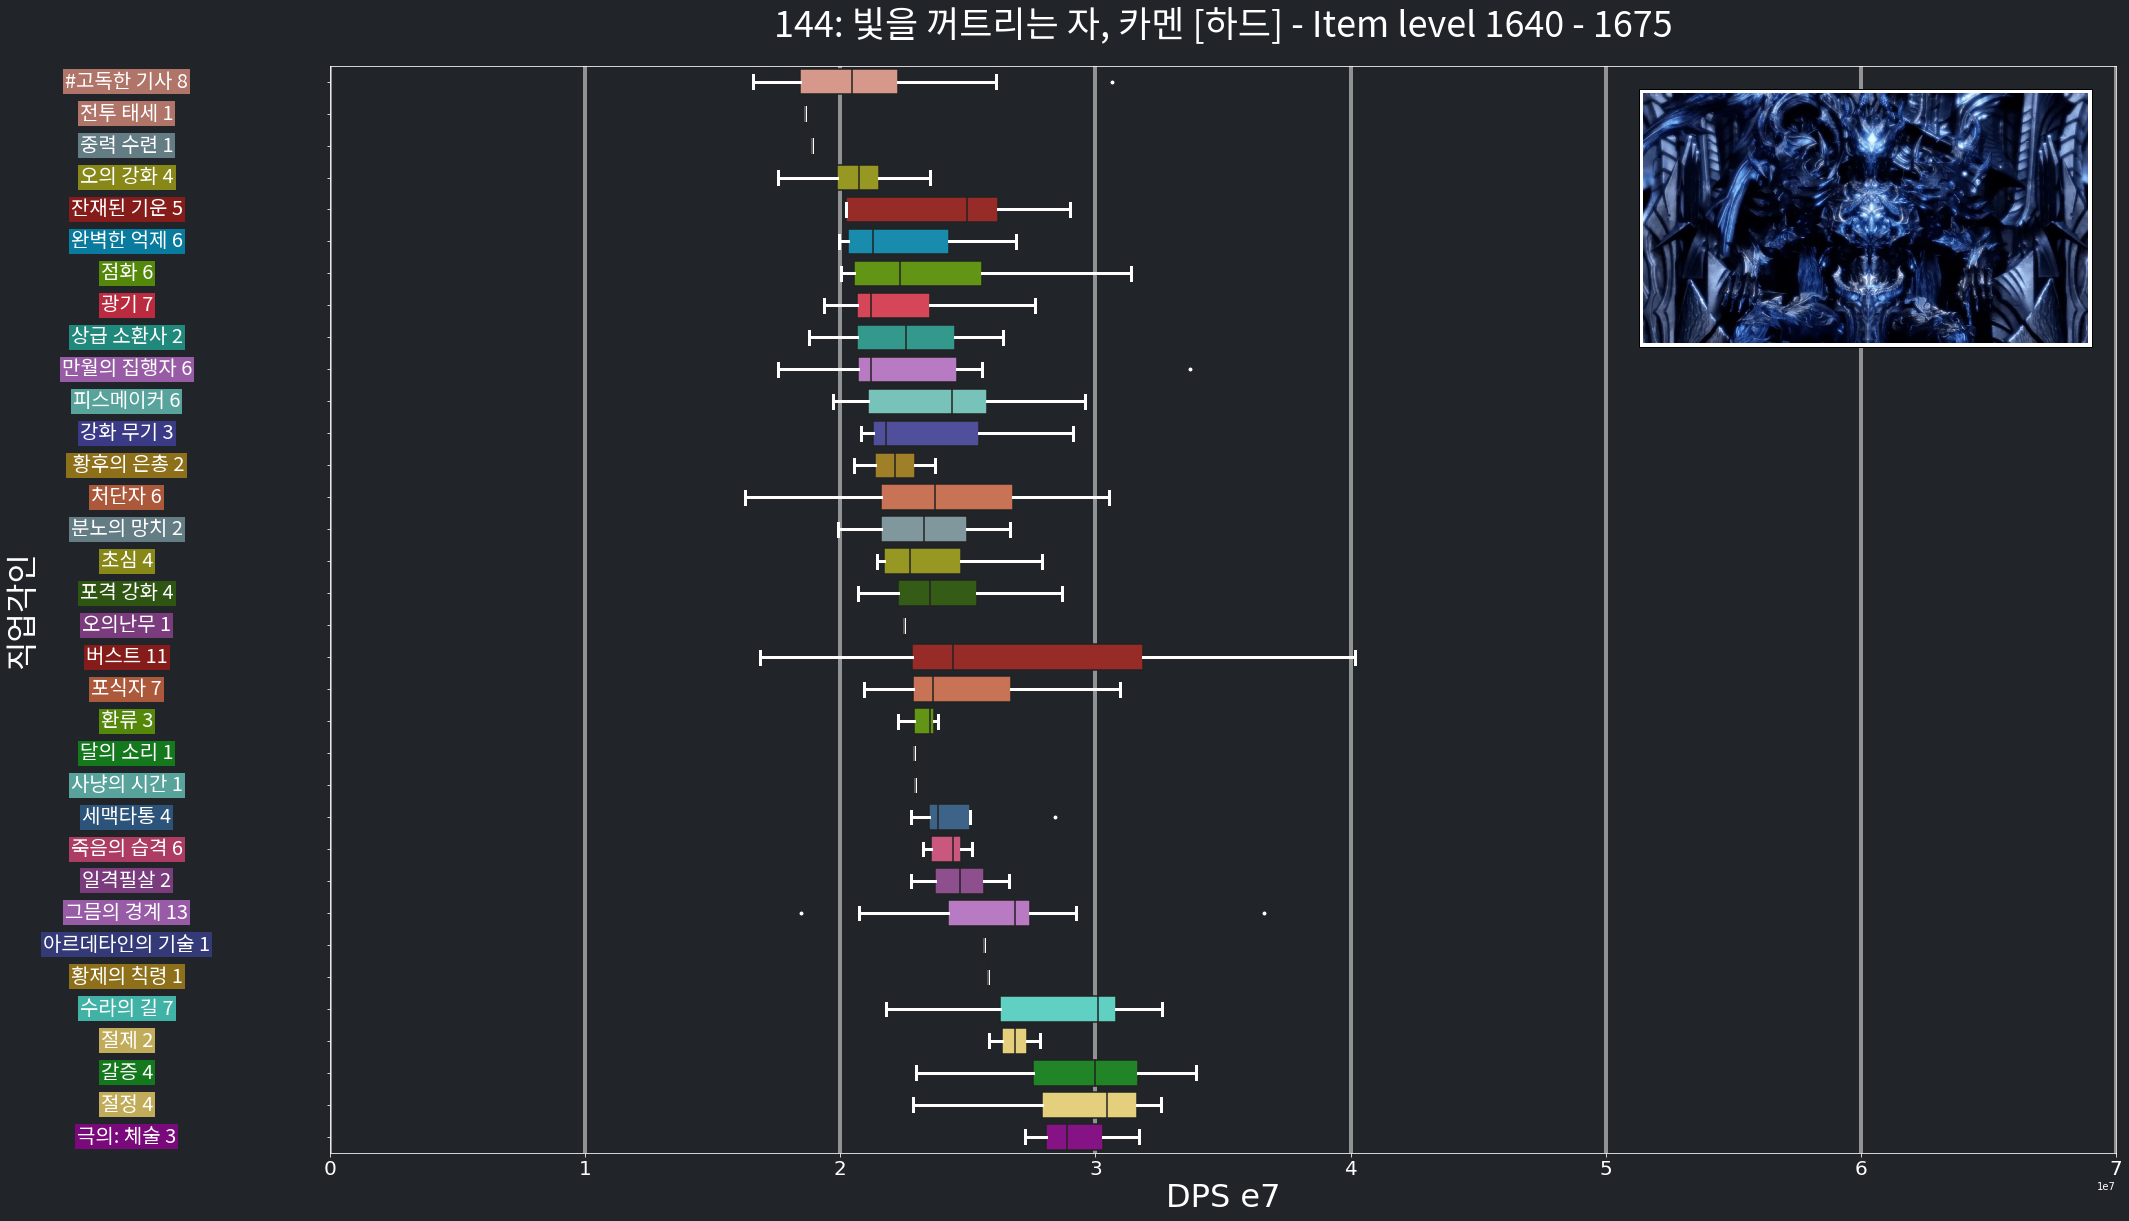 144: 빛을 꺼트리는 자, 카멘 [하드] - Item level 1640 - 1675
#고독한 기사 8
전투 태세 1
중력 수련 1
오의 강화 4
잔재된 기운 5
완벽한 억제 6
점화 6
광기 7
상급 소환사 2
만월의 집행자 6
피스메이커 6
강화 무기 3
황후의 은총 2
처단자 6
분노의 망치 2
초심 4
포격 강화 4
오의난무 1
버스트 11
포식자 7
환류 3
달의 소리 1
사냥의 시간 1
세맥타통 4
죽음의 습격 6
일격필살 2
그믐의 경계 13
아르데타인의 기술 1
황제의 칙령 1
수라의 길 7
절제 2
갈증 4
절정 4
극의: 체술 3
직업각인
0 1 2 3 4 5 6 7
1e7
DPS e7